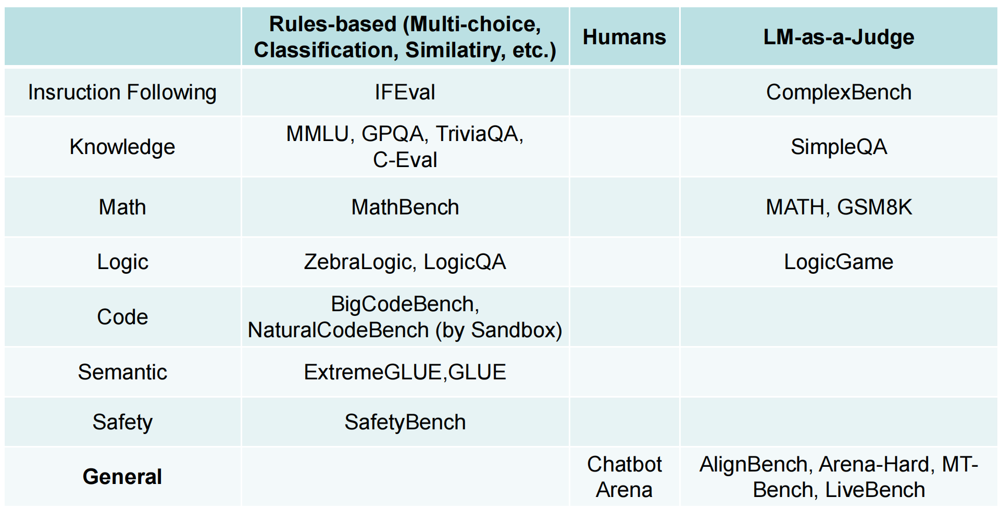 Rules-based (Multi-choice,
Classification, Similatiry, etc.)
Humans
LM-as-a-Judge
Insruction Following
IFEval
ComplexBench
Knowledge
MMLU, GPQA, TriviaQA,
C-Eval
SimpleQA
Math
MathBench
MATH, GSM8K
Logic
ZebraLogic, LogicQA
LogicGame
Code
BigCodeBench,
NaturalCodeBench (by Sandbox)
Semantic
ExtremeGLUE,GLUE
Safety
SafetyBench
General
Chatbot
Arena
AlignBench, Arena-Hard, MT-
Bench, LiveBench